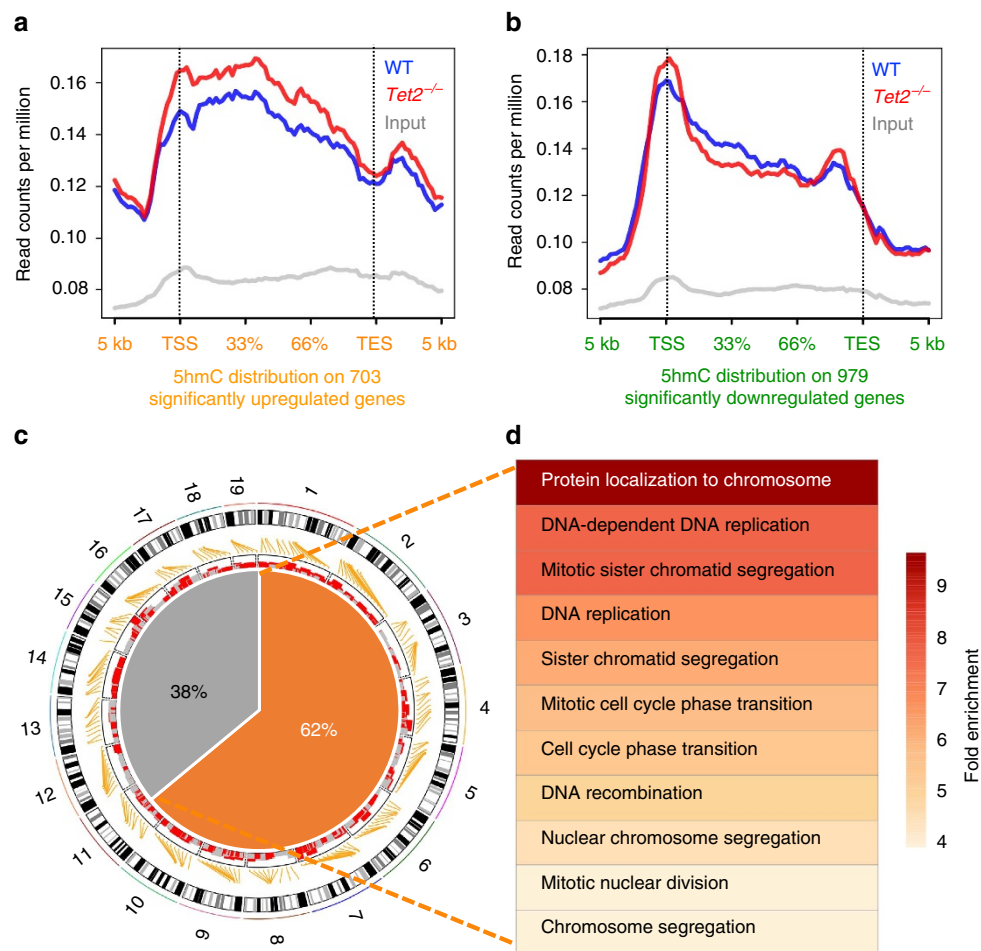 a
Read counts per million
0.16
0.14
0.12
0.10
0.08
WT
Tet2–/–
Input
5 kb TSS 33% 66% TES 5 kb
5hmC distribution on 703
significantly upregulated genes
b
Read counts per million
0.18
0.16
0.14
0.12
0.10
0.08
WT
Tet2–/–
Input
5 kb TSS 33% 66% TES 5 kb
5hmC distribution on 979
significantly downregulated genes
c
1
2
3
4
5
6
7
8
9
10
11
12
13
14
15
16
17
18
19
38%
62%
d
Protein localization to chromosome
DNA-dependent DNA replication
Mitotic sister chromatid segregation
DNA replication
Sister chromatid segregation
Mitotic cell cycle phase transition
Cell cycle phase transition
DNA recombination
Nuclear chromosome segregation
Mitotic nuclear division
Chromosome segregation
9
8
7
6
5
4
Fold enrichment